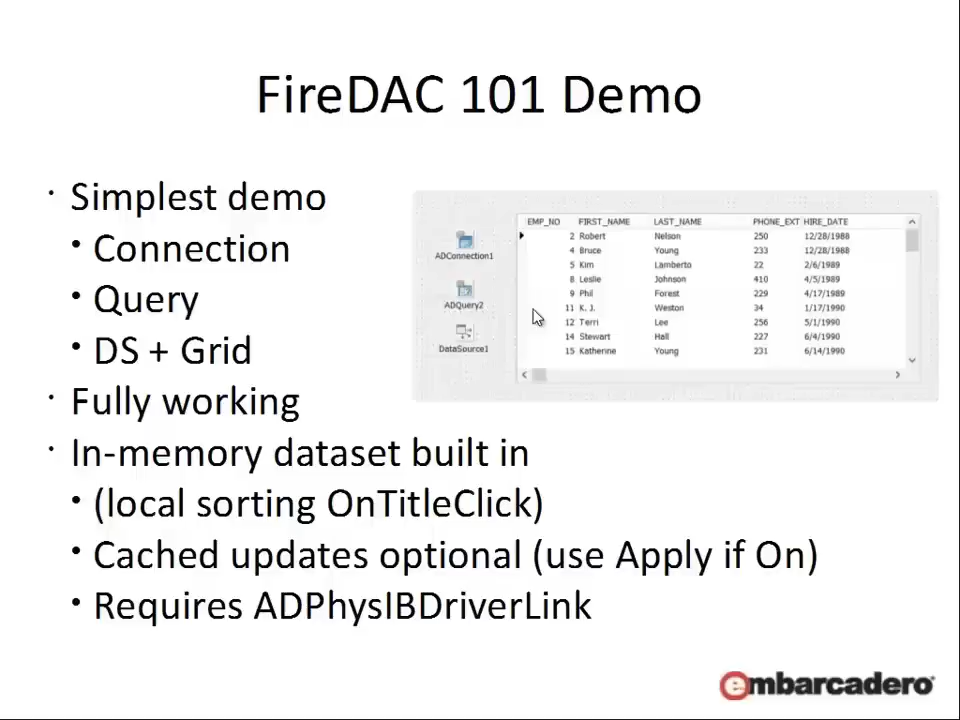 FireDAC 101 Demo
• Simplest demo
• Connection
• Query
• DS + Grid
• Fully working
• In-memory dataset built in
• (local sorting OnTitleClick)
• Cached updates optional (use Apply if On)
• Requires ADPhysIBDriverLink
ADConnection1
ADQuery2
DataSource1
EMP_NO FIRST_NAME LAST_NAME PHONE_EXT HIRE_DATE
2 Robert Nelson 250 12/28/1988
4 Bruce Young 233 12/28/1988
5 Kim Lamberto 22 2/6/1989
8 Leslie Johnson 410 4/5/1989
9 Phil Forest 229 4/17/1989
11 K. J. Weston 34 1/17/1990
12 Terri Lee 256 5/1/1990
14 Stewart Hall 227 6/4/1990
15 Katherine Young 231 6/14/1990
embarcadero